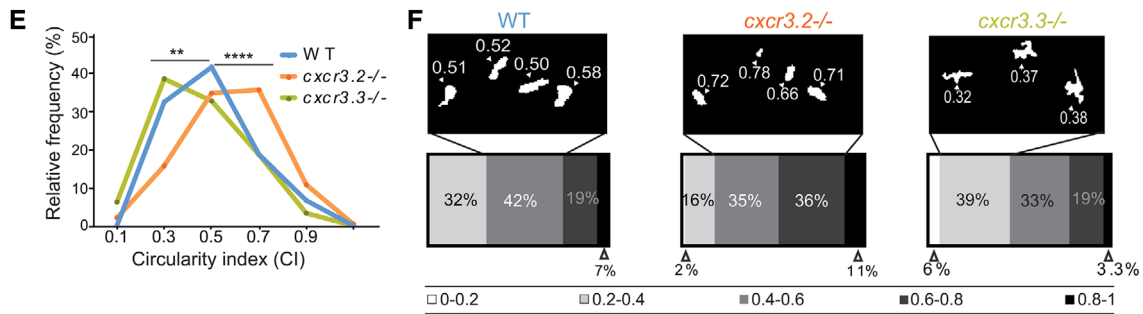 E
Relative frequency (%)
50
40
30
20
10
0
0.1 0.3 0.5 0.7 0.9
Circularity index (CI)
** ****
W T
cxcr3.2-/-
cxcr3.3-/-
F
WT
0.51 0.52 0.50 0.58
32% 42% 19%
7%
cxcr3.2-/-
0.72 0.78 0.66 0.71
16% 35% 36%
2% 11%
cxcr3.3-/-
0.32 0.37 0.38
39% 33% 19%
6% 3.3%
0-0.2 0.2-0.4 0.4-0.6 0.6-0.8 0.8-1